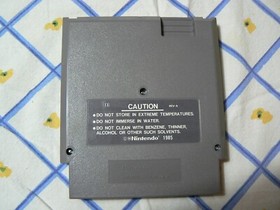 CAUTION
REV-A
●DO NOT STORE IN EXTREME TEMPERATURES.
●DO NOT IMMERSE IN WATER.
●DO NOT CLEAN WITH BENZENE, THINNER,
ALCOHOL OR OTHER SUCH SOLVENTS.
©Nintendo 1985